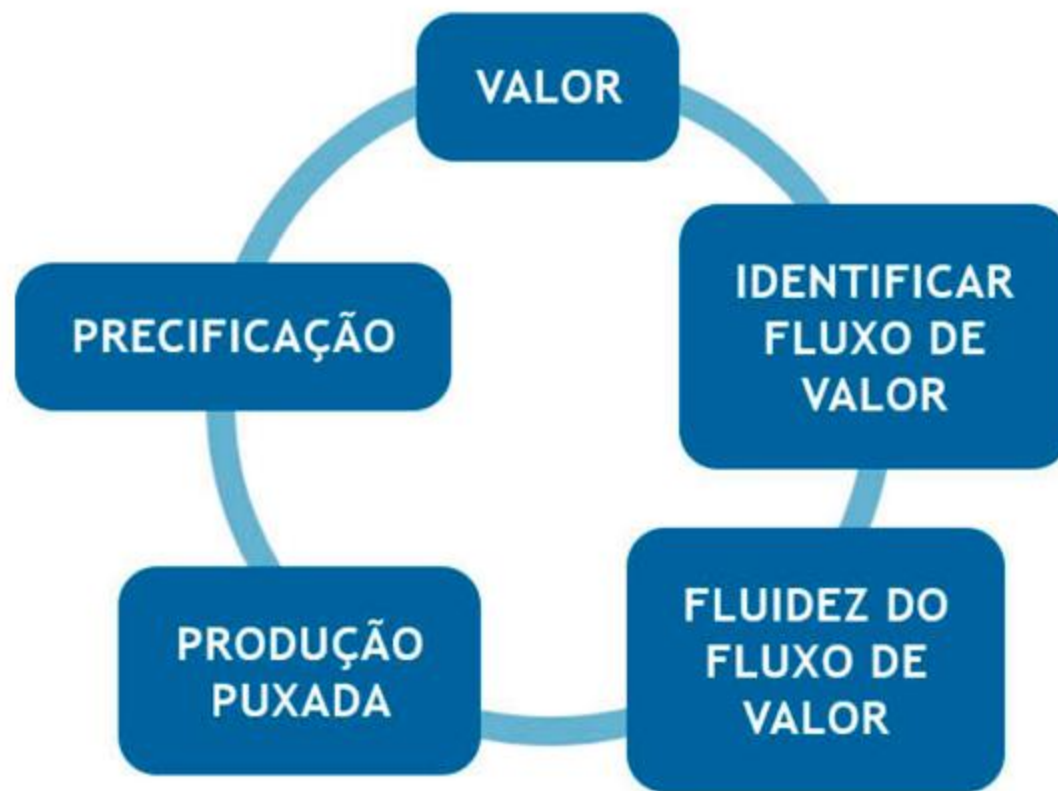 VALOR
IDENTIFICAR
FLUXO DE
VALOR
FLUIDEZ DO
FLUXO DE
VALOR
PRODUÇÃO
PUXADA
PRECIFICAÇÃO